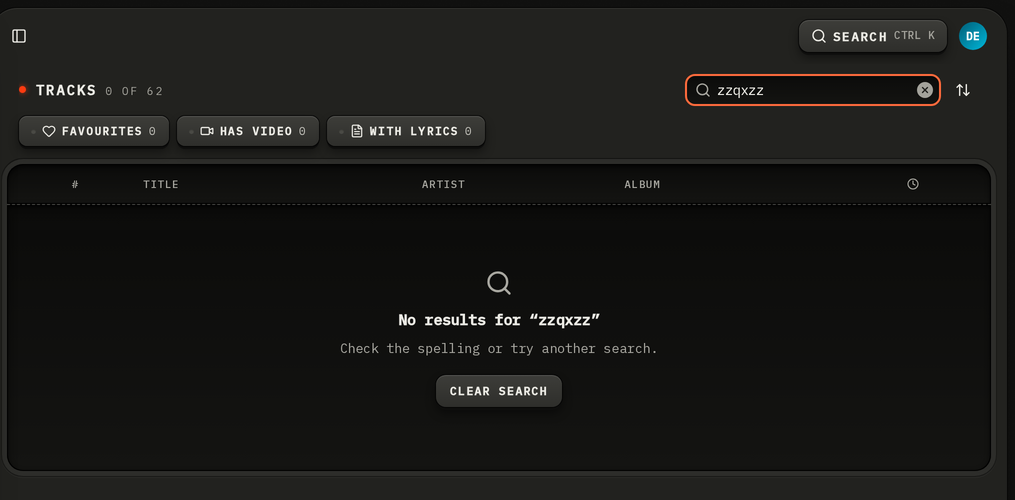 SEARCH CTRL K
DE
TRACKS 0 OF 62
zzqxzz
FAVOURITES 0
HAS VIDEO 0
WITH LYRICS 0
# TITLE ARTIST ALBUM
No results for “zzqxzz”
Check the spelling or try another search.
CLEAR SEARCH